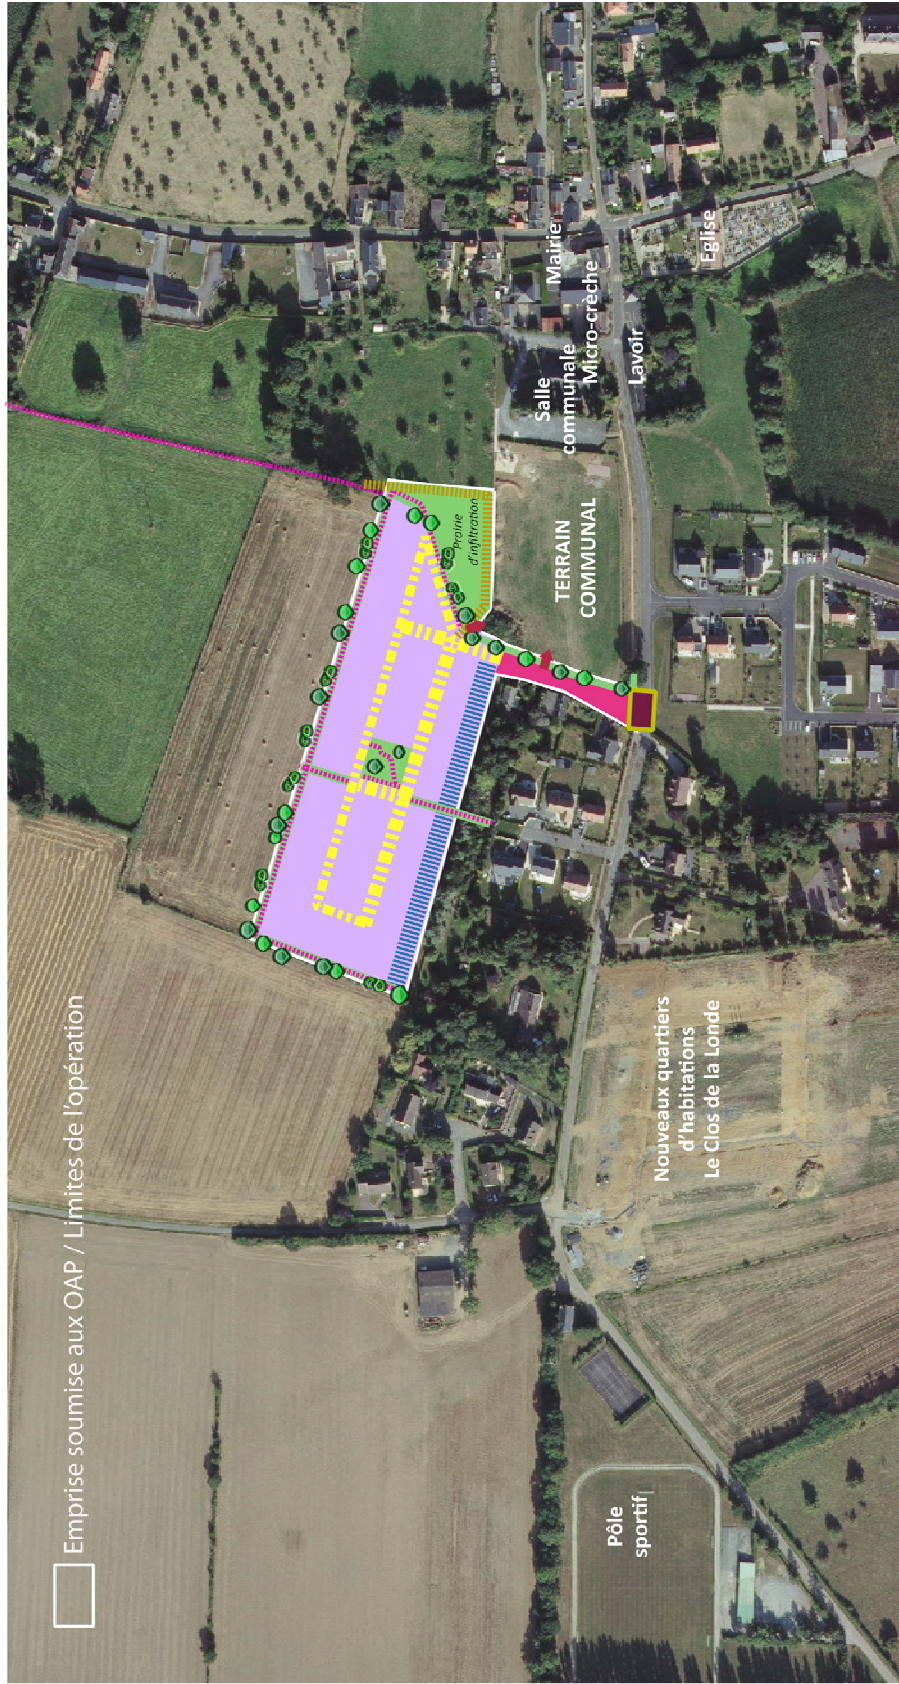 Emprise soumise aux OAP / Limites de l'opération
Pôle
sportif
Nouveaux quartiers
d'habitations
Le Clos de la Londe
TERRAIN
COMMUNAL
Prairie
d'infiltration
Salle
communale
Micro-crèche
Mairie
Lavoir
Eglise